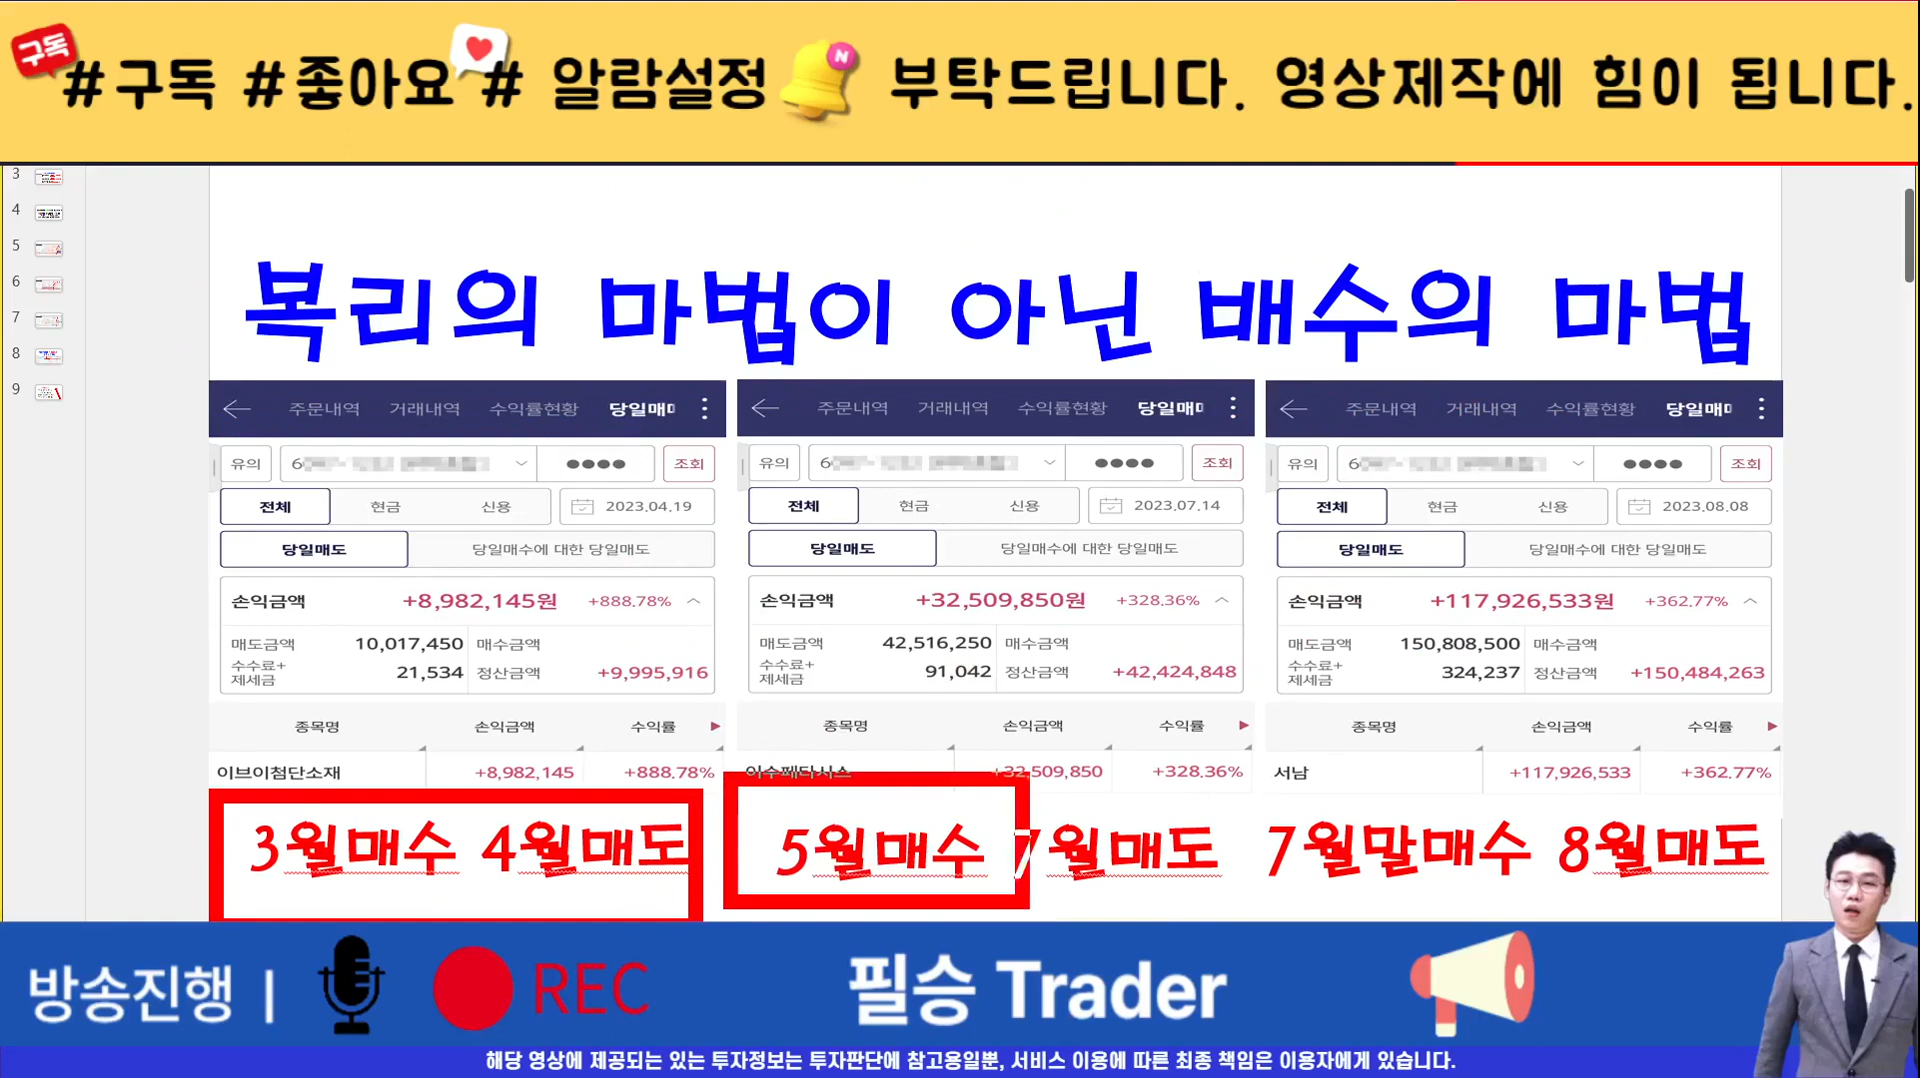 구독
#구독 #좋아요 # 알람설정 N 부탁드립니다. 영상제작에 힘이 됩니다.
3
4
5
6
7
8
9
복리의 마법이 아닌 배수의 마법
주문내역 거래내역 수익률현황 당일매
유의 6 ●●●● 조회
전체 현금 신용 2023.04.19
당일매도 당일매수에 대한 당일매도
손익금액 +8,982,145원 +888.78%
매도금액 10,017,450 매수금액
수수료+
제세금 21,534 정산금액 +9,995,916
종목명 손익금액 수익률
이브이첨단소재 +8,982,145 +888.78%
3월매수 4월매도
주문내역 거래내역 수익률현황 당일매
유의 6 ●●●● 조회
전체 현금 신용 2023.07.14
당일매도 당일매수에 대한 당일매도
손익금액 +32,509,850원 +328.36%
매도금액 42,516,250 매수금액
수수료+
제세금 91,042 정산금액 +42,424,848
종목명 손익금액 수익률
이수페타시스 +32,509,850 +328.36%
5월매수 7월매도
주문내역 거래내역 수익률현황 당일매
유의 6 ●●●● 조회
전체 현금 신용 2023.08.08
당일매도 당일매수에 대한 당일매도
손익금액 +117,926,533원 +362.77%
매도금액 150,808,500 매수금액
수수료+
제세금 324,237 정산금액 +150,484,263
종목명 손익금액 수익률
서남 +117,926,533 +362.77%
7월말매수 8월매도
방송진행 | REC 필승 Trader
해당 영상에 제공되는 있는 투자정보는 투자판단에 참고용일뿐, 서비스 이용에 따른 최종 책임은 이용자에게 있습니다.